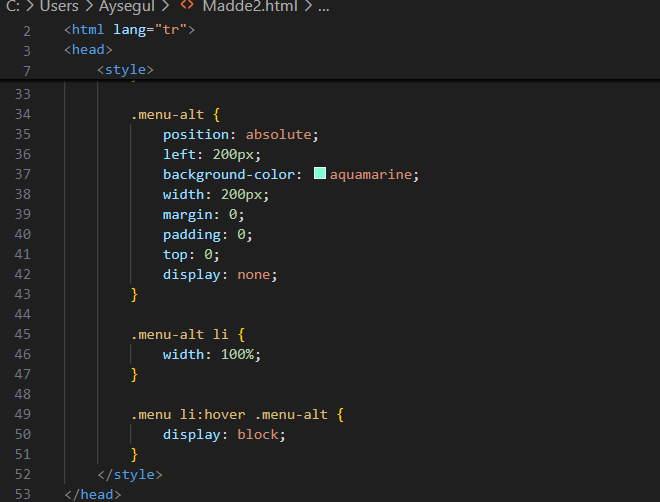 C: > Users > Aysegul > <> Madde2.html > ...
2 <html lang="tr">
3 <head>
7 <style>
33
34 .menu-alt {
35 position: absolute;
36 left: 200px;
37 background-color: aquamarine;
38 width: 200px;
39 margin: 0;
40 padding: 0;
41 top: 0;
42 display: none;
43 }
44
45 .menu-alt li {
46 width: 100%;
47 }
48
49 .menu li:hover .menu-alt {
50 display: block;
51 }
52 </style>
53 </head>